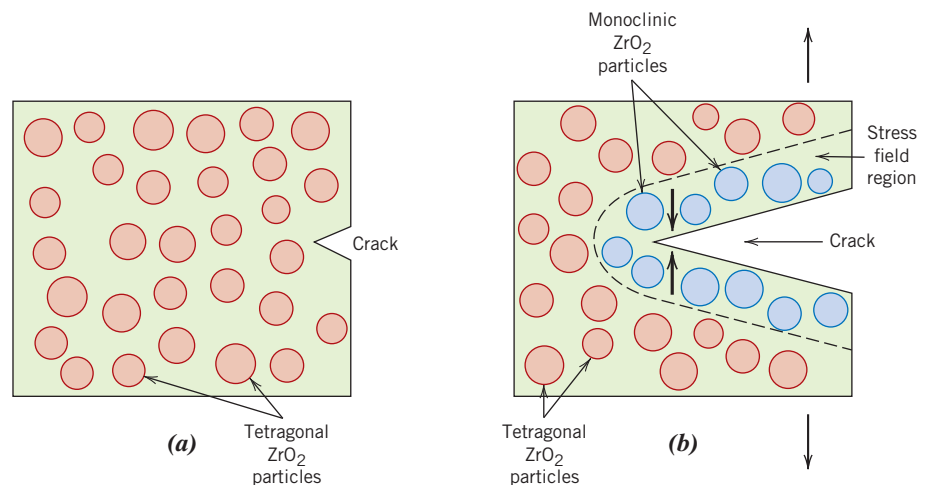 Crack
Tetragonal
ZrO2
particles
(a)
Monoclinic
ZrO2
particles
Stress
field
region
Crack
Tetragonal
ZrO2
particles
(b)